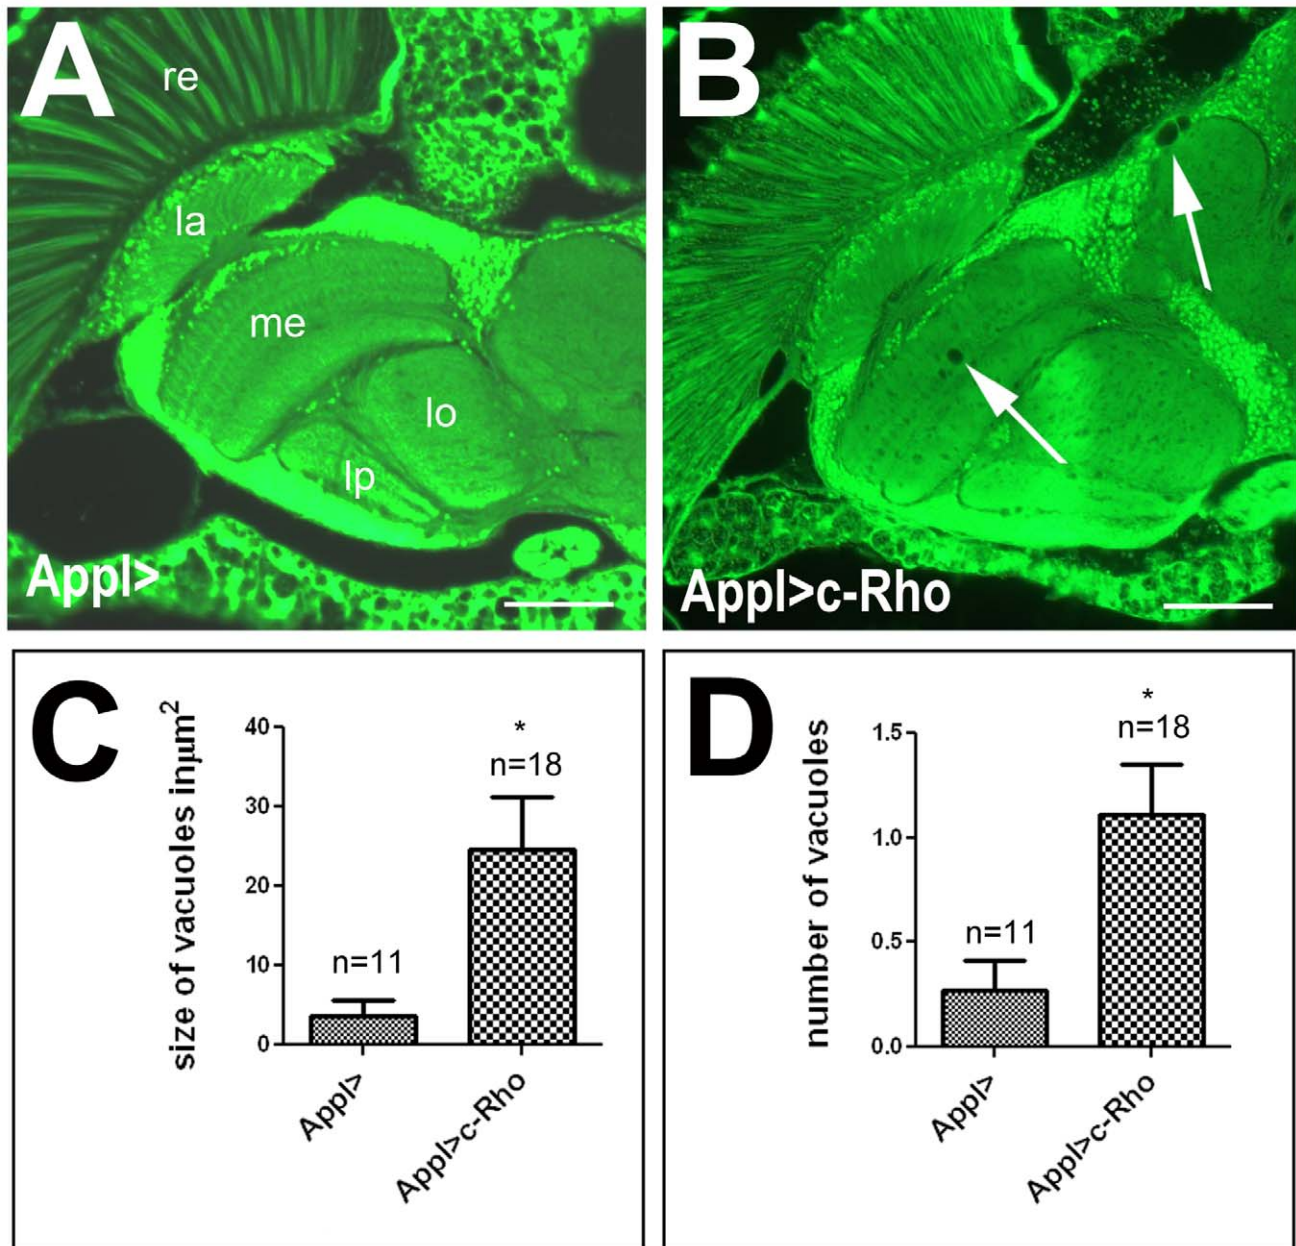 A
re
la
me
lo
lp
Appl>
B
Appl>c-Rho
C
size of vacuoles inµm2
40
30
20
10
0
n=11
*
n=18
Appl>
Appl>c-Rho
D
number of vacuoles
1.5
1.0
0.5
0.0
n=11
*
n=18
Appl>
Appl>c-Rho